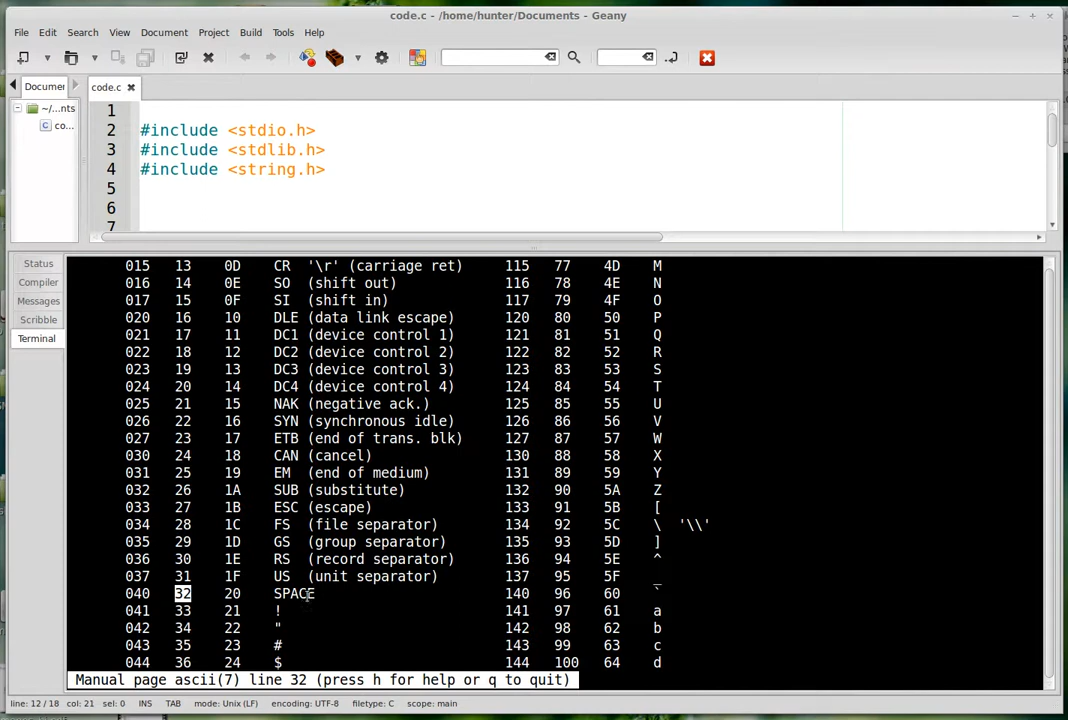 code.c - /home/hunter/Documents - Geany
File Edit Search View Document Project Build Tools Help
Documer code.c
~/...nts
co...
1
2 #include <stdio.h>
3 #include <stdlib.h>
4 #include <string.h>
5
6
7
Status
Compiler
Messages
Scribble
Terminal
015 13 0D CR '\r' (carriage ret) 115 77 4D M
016 14 0E SO (shift out) 116 78 4E N
017 15 0F SI (shift in) 117 79 4F O
020 16 10 DLE (data link escape) 120 80 50 P
021 17 11 DC1 (device control 1) 121 81 51 Q
022 18 12 DC2 (device control 2) 122 82 52 R
023 19 13 DC3 (device control 3) 123 83 53 S
024 20 14 DC4 (device control 4) 124 84 54 T
025 21 15 NAK (negative ack.) 125 85 55 U
026 22 16 SYN (synchronous idle) 126 86 56 V
027 23 17 ETB (end of trans. blk) 127 87 57 W
030 24 18 CAN (cancel) 130 88 58 X
031 25 19 EM (end of medium) 131 89 59 Y
032 26 1A SUB (substitute) 132 90 5A Z
033 27 1B ESC (escape) 133 91 5B [
034 28 1C FS (file separator) 134 92 5C \ '\\'
035 29 1D GS (group separator) 135 93 5D ]
036 30 1E RS (record separator) 136 94 5E ^
037 31 1F US (unit separator) 137 95 5F _
040 32 20 SPACE 140 96 60 `
041 33 21 ! 141 97 61 a
042 34 22 " 142 98 62 b
043 35 23 # 143 99 63 c
044 36 24 $ 144 100 64 d
Manual page ascii(7) line 32 (press h for help or q to quit)
line: 12 / 18 col: 21 sel: 0 INS TAB mode: Unix (LF) encoding: UTF-8 filetype: C scope: main